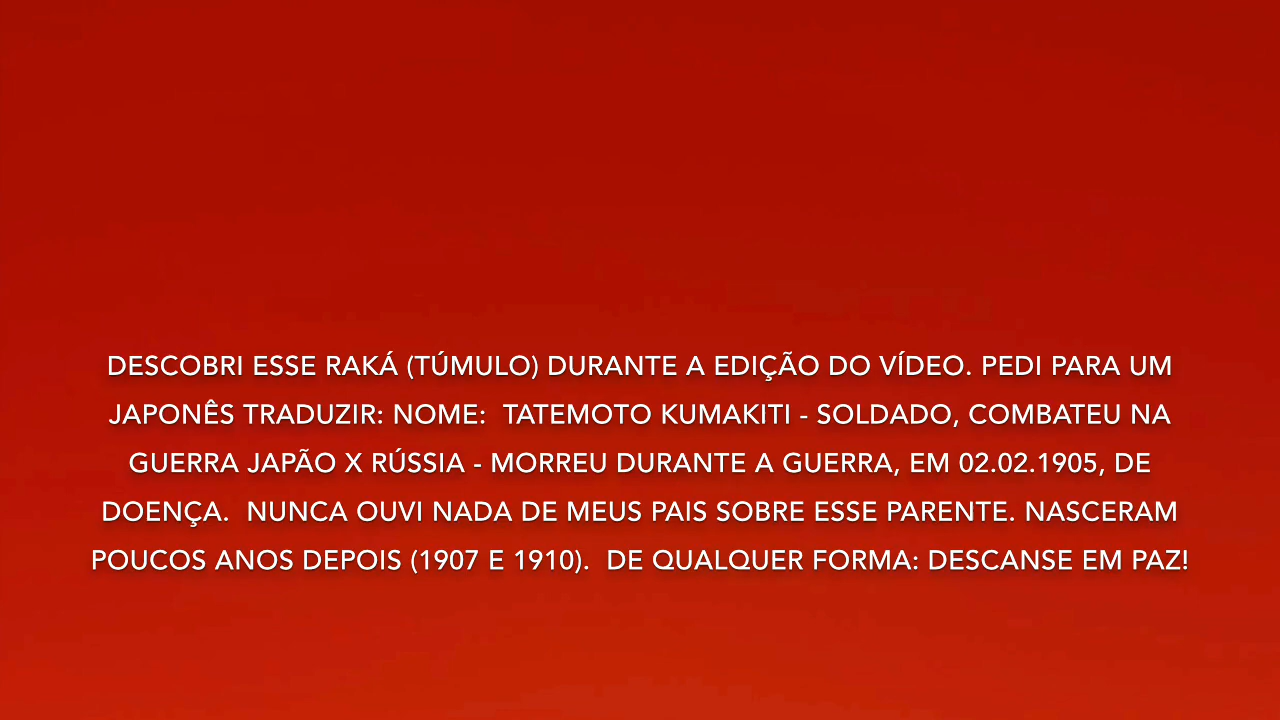 DESCOBRI ESSE RAKÁ (TÚMULO) DURANTE A EDIÇÃO DO VÍDEO. PEDI PARA UM
JAPONÊS TRADUZIR: NOME:  TATEMOTO KUMAKITI - SOLDADO, COMBATEU NA
GUERRA JAPÃO X RÚSSIA - MORREU DURANTE A GUERRA, EM 02.02.1905, DE
DOENÇA.  NUNCA OUVI NADA DE MEUS PAIS SOBRE ESSE PARENTE. NASCERAM
POUCOS ANOS DEPOIS (1907 E 1910).  DE QUALQUER FORMA: DESCANSE EM PAZ!